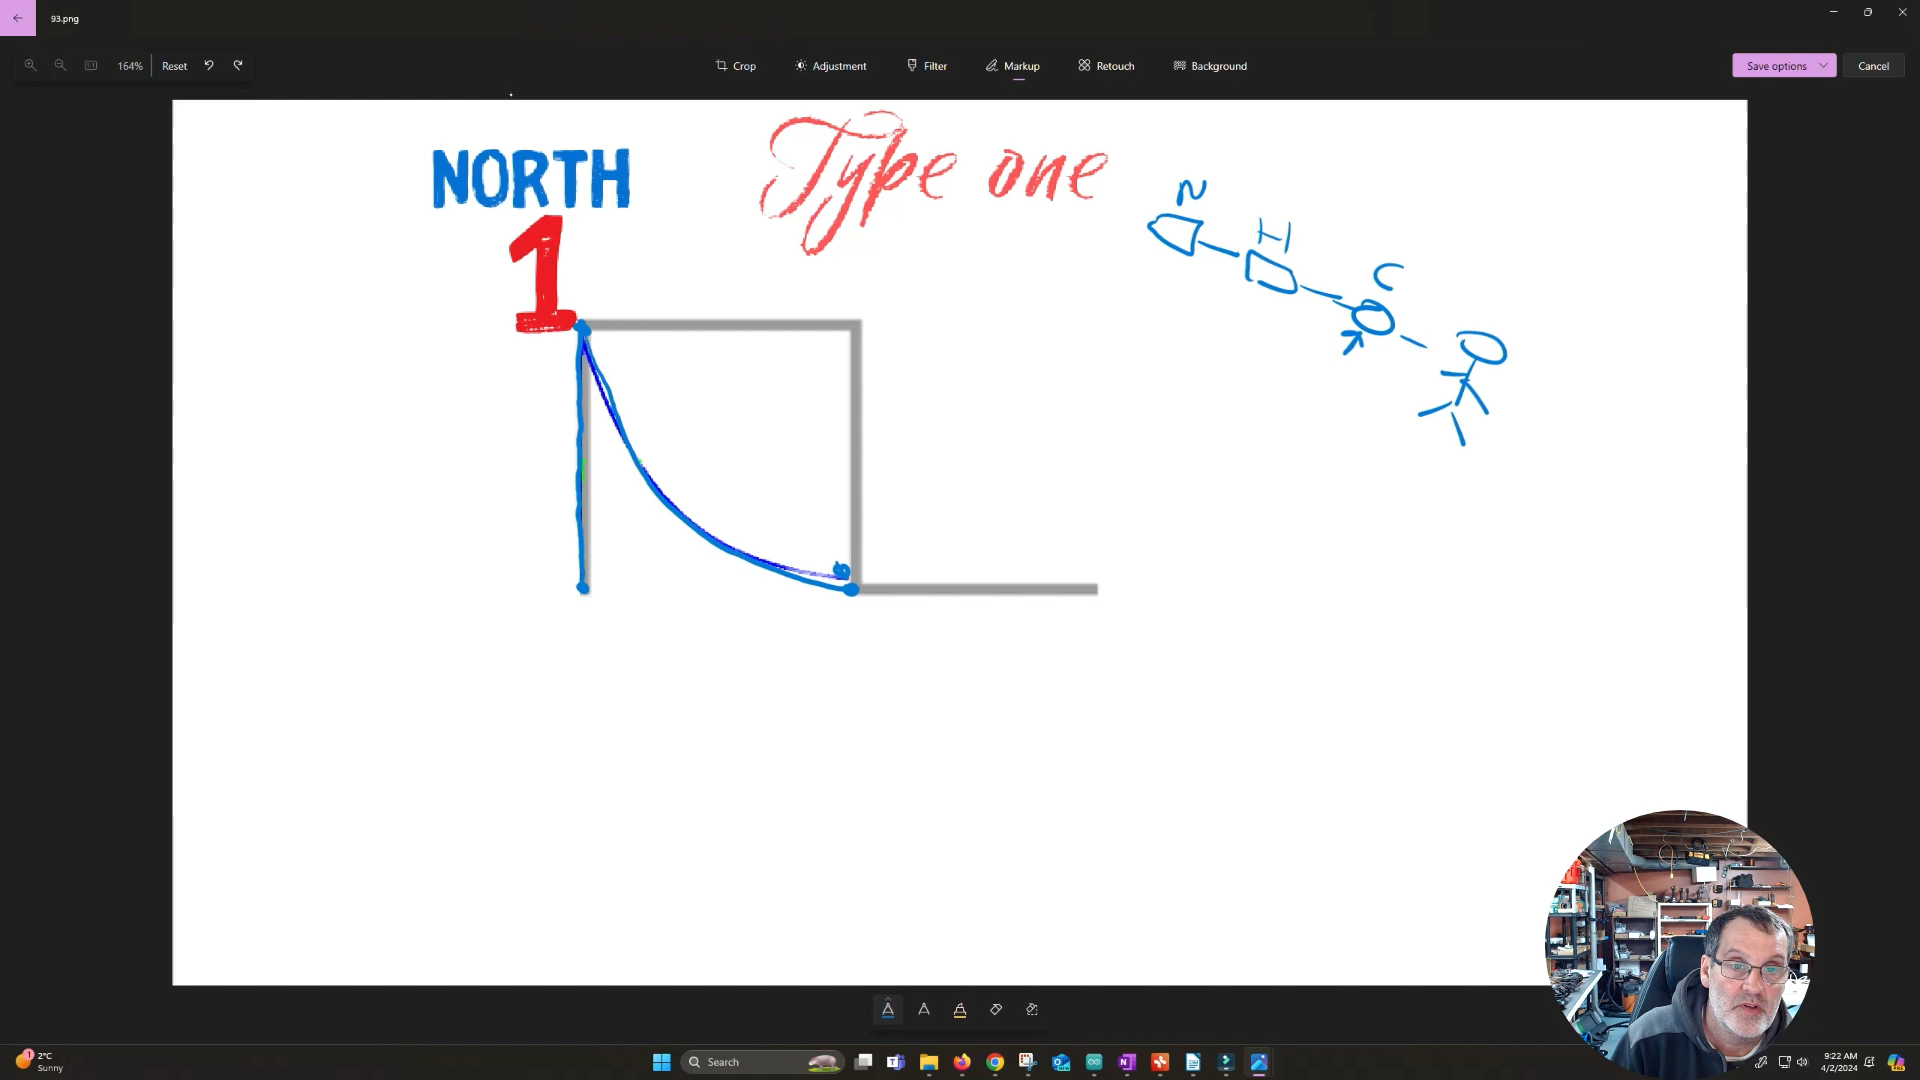 93.png
164%
Reset
Crop
Adjustment
Filter
Markup
Retouch
Background
Save options
Cancel
NORTH
Type one
1
N
H
C
Search
2°C
Sunny
9:22 AM
4/2/2024